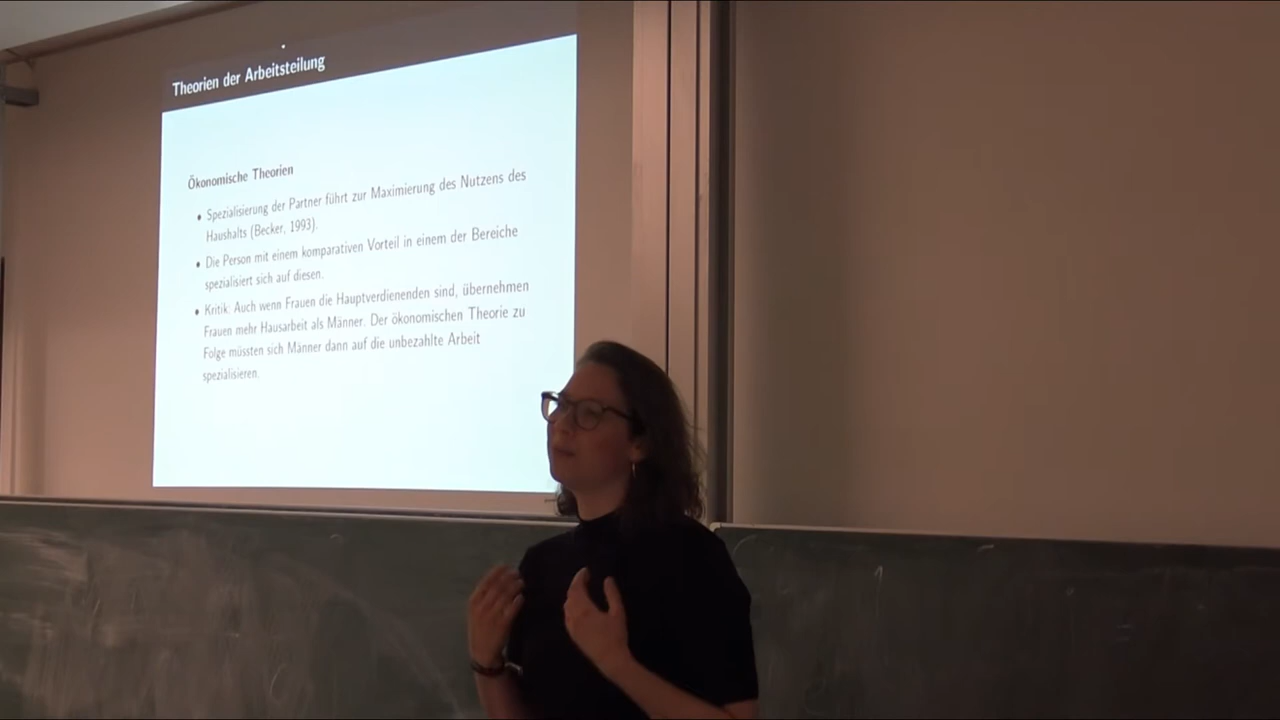 Theorien der Arbeitsteilung
Ökonomische Theorien
• Spezialisierung der Partner führt zur Maximierung des Nutzens des
Haushalts (Becker, 1993).
• Die Person mit einem komparativen Vorteil in einem der Bereiche
spezialisiert sich auf diesen.
• Kritik: Auch wenn Frauen die Hauptverdienenden sind, übernehmen
Frauen mehr Hausarbeit als Männer. Der ökonomischen Theorie zu
Folge müssten sich Männer dann auf die unbezahlte Arbeit
spezialisieren.